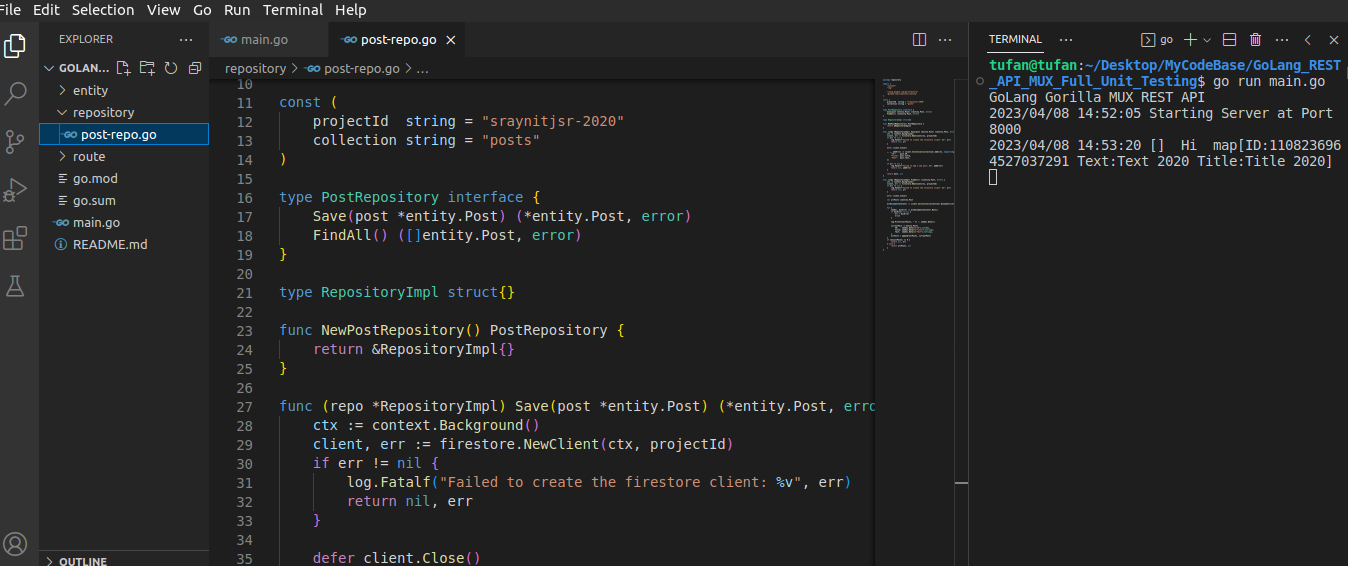 File Edit Selection View Go Run Terminal Help
EXPLORER
GOLAN...
entity
repository
post-repo.go
route
go.mod
go.sum
main.go
README.md
OUTLINE
main.go
post-repo.go
repository > post-repo.go > ...
10
11 const (
12 projectId string = "sraynitjsr-2020"
13 collection string = "posts"
14 )
15
16 type PostRepository interface {
17 Save(post *entity.Post) (*entity.Post, error)
18 FindAll() ([]entity.Post, error)
19 }
20
21 type RepositoryImpl struct{}
22
23 func NewPostRepository() PostRepository {
24 return &RepositoryImpl{}
25 }
26
27 func (repo *RepositoryImpl) Save(post *entity.Post) (*entity.Post, erro
28 ctx := context.Background()
29 client, err := firestore.NewClient(ctx, projectId)
30 if err != nil {
31 log.Fatalf("Failed to create the firestore client: %v", err)
32 return nil, err
33 }
34
35 defer client.Close()
TERMINAL
go
tufan@tufan:~/Desktop/MyCodeBase/GoLang_REST
_API_MUX_Full_Unit_Testing$ go run main.go
GoLang Gorilla MUX REST API
2023/04/08 14:52:05 Starting Server at Port
8000
2023/04/08 14:53:20 [] Hi map[ID:110823696
4527037291 Text:Text 2020 Title:Title 2020]